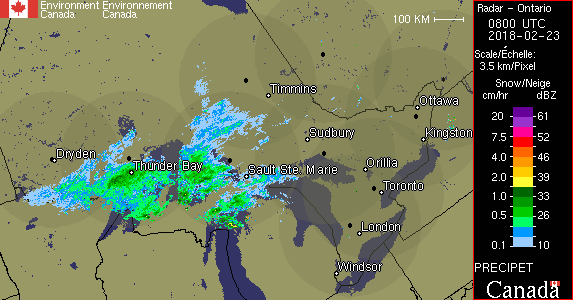 Environment Environnement
Canada Canada
100 KM
Timmins
Ottawa
Sudbury
Kingston
Dryden
Thunder Bay
Sault Ste. Marie
Orillia
Toronto
London
Windsor
Radar - Ontario
0800 UTC
2018-02-23
Scale/Échelle:
3.5 km/Pixel
Snow/Neige
cm/hr dBZ
20 61
7.5 57
5.0 52
4.0 46
2.0 39
1.0 33
0.5 26
0.1 10
PRECIPET
Canada